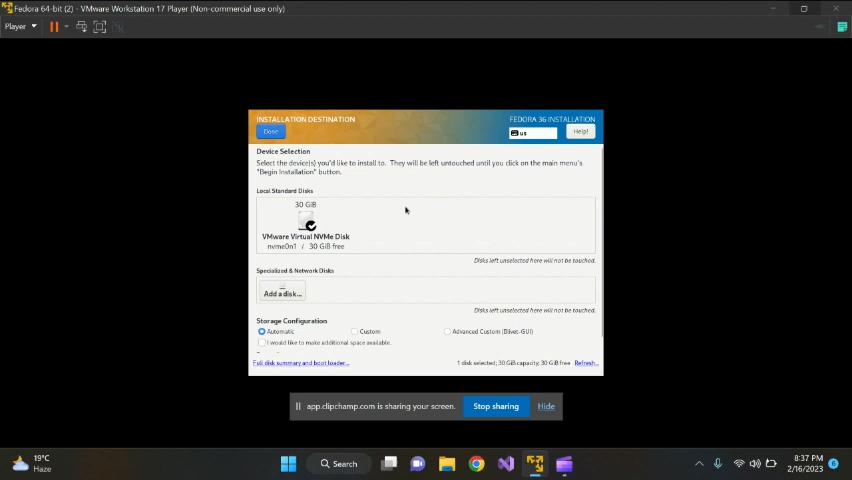 Fedora 64-bit (2) - VMware Workstation 17 Player (Non-commercial use only)
Player
INSTALLATION DESTINATION
FEDORA 36 INSTALLATION
Done
us
Help!
Device Selection
Select the device(s) you'd like to install to. They will be left untouched until you click on the main menu's
"Begin Installation" button.
Local Standard Disks
30 GiB
VMware Virtual NVMe Disk
nvme0n1 / 30 GiB free
Disks left unselected here will not be touched.
Specialized & Network Disks
Add a disk...
Disks left unselected here will not be touched.
Storage Configuration
Automatic Custom Advanced Custom (Blivet-GUI)
I would like to make additional space available.
Full disk summary and boot loader...
1 disk selected; 30 GiB capacity; 30 GiB free Refresh...
app.clipchamp.com is sharing your screen. Stop sharing Hide
19°C
Haze
Search
8:37 PM
2/16/2023
6